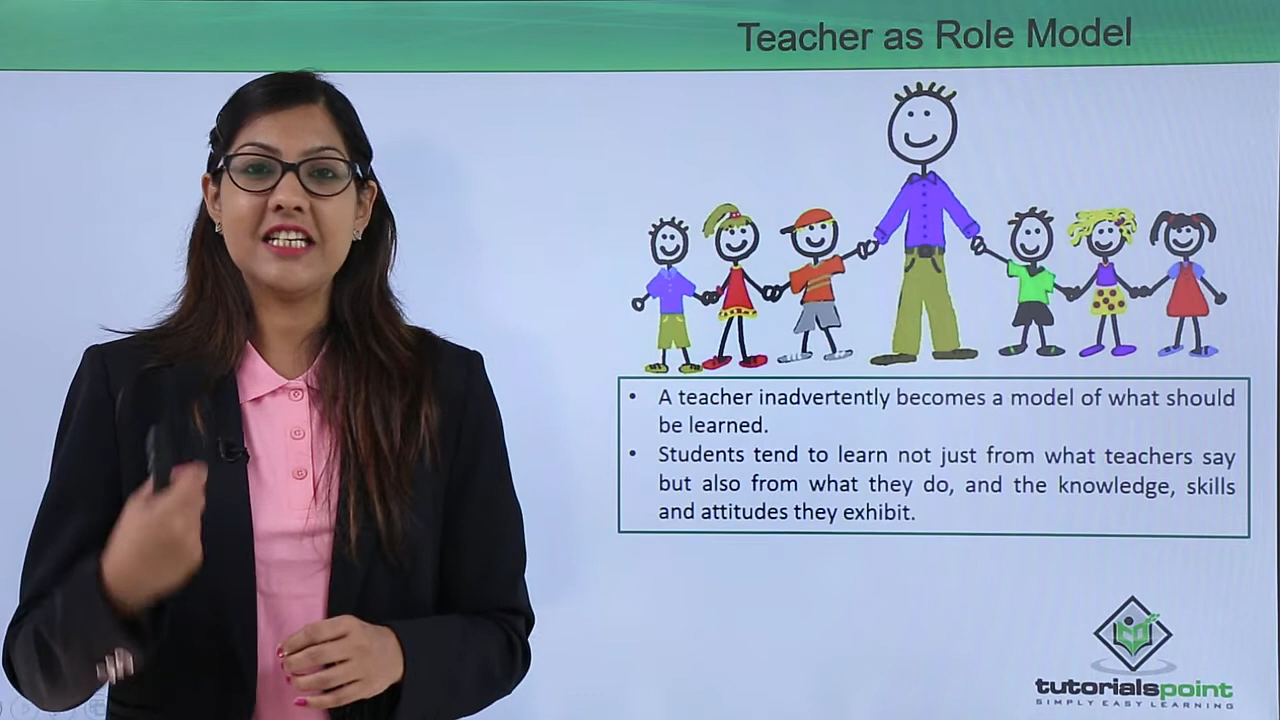 Teacher as Role Model
• A teacher inadvertently becomes a model of what should
be learned.
• Students tend to learn not just from what teachers say
but also from what they do, and the knowledge, skills
and attitudes they exhibit.
tutorialspoint
SIMPLY EASY LEARNING